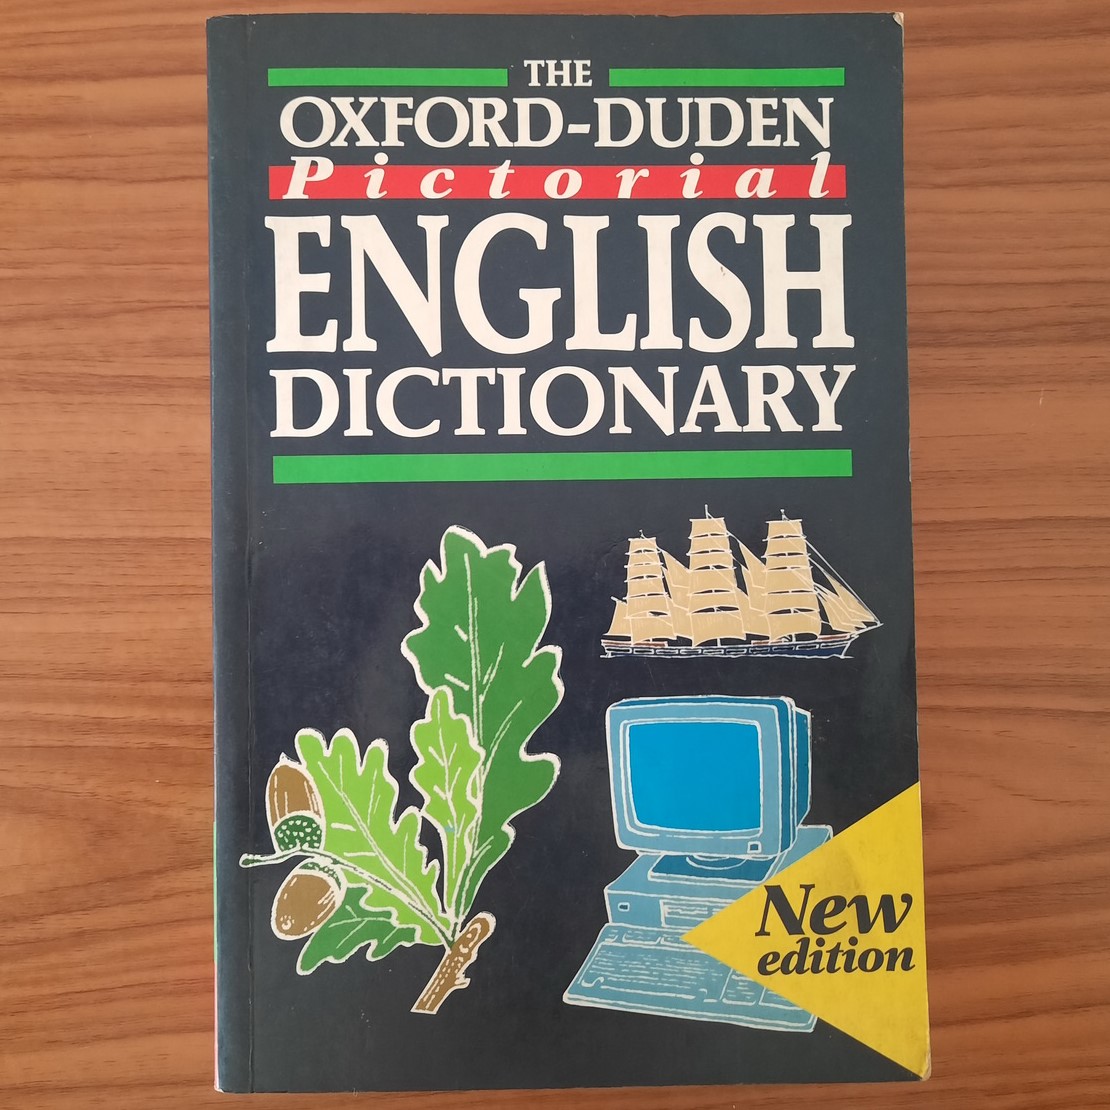 THE
OXFORD-DUDEN
Pictorial
ENGLISH
DICTIONARY
New
edition